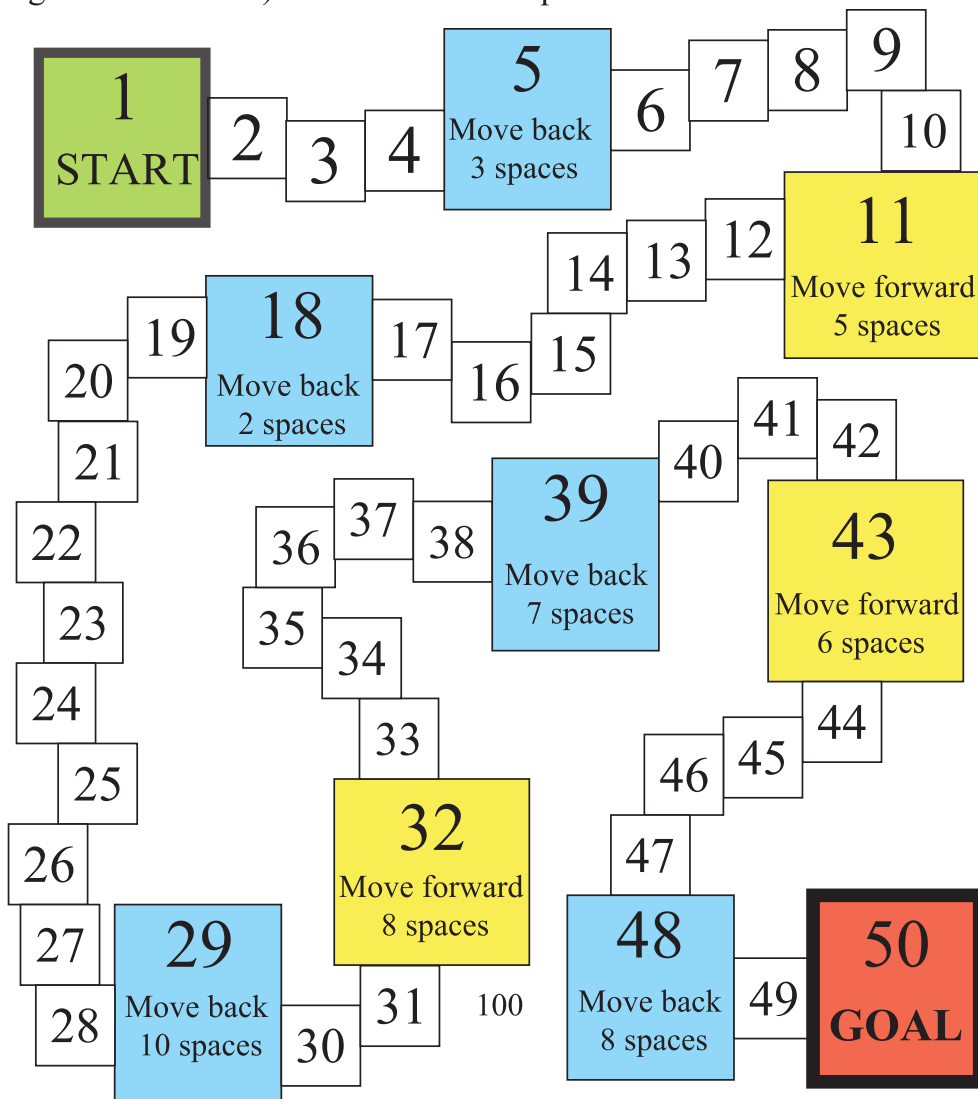 1
START
2
3
4
5
Move back
3 spaces
6
7
8
9
10
11
Move forward
5 spaces
12
13
14
15
16
17
18
Move back
2 spaces
19
20
21
22
23
24
25
26
27
28
29
Move back
10 spaces
30
31
32
Move forward
8 spaces
33
34
35
36
37
38
39
Move back
7 spaces
40
41
42
43
Move forward
6 spaces
44
45
46
47
48
Move back
8 spaces
49
50
GOAL
100